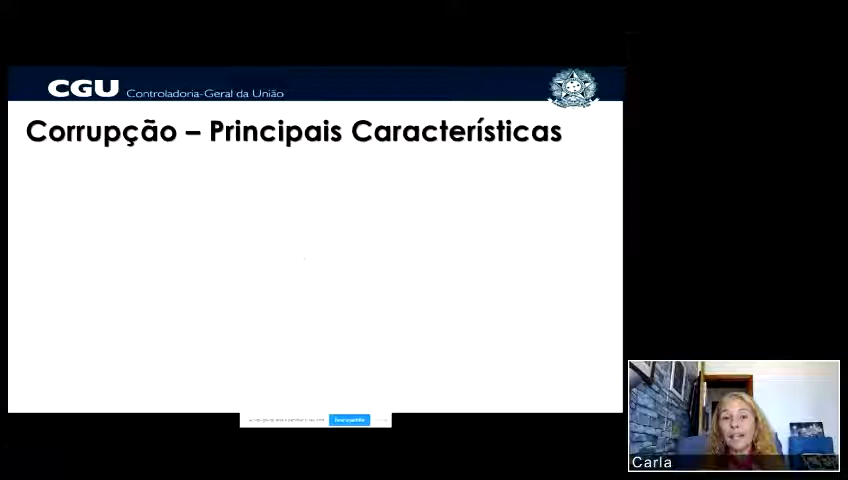 CGU Controladoria-Geral da União
Corrupção – Principais Características
Carla